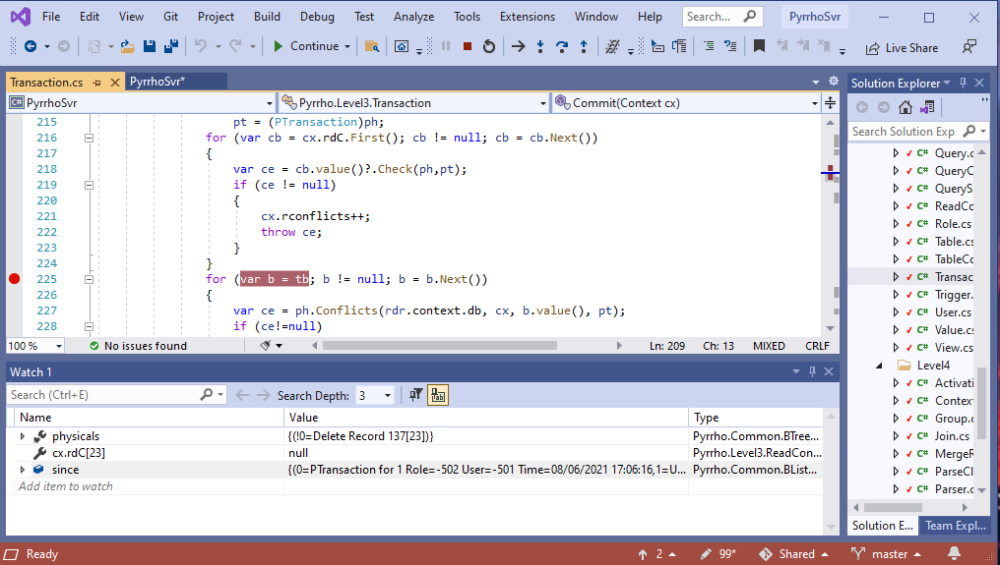 File Edit View Git Project Build Debug Test Analyze Tools Extensions Window Help Search... PyrrhoSvr
Continue Live Share
Transaction.cs PyrrhoSvr*
C# PyrrhoSvr Pyrrho.Level3.Transaction Commit(Context cx)
215 pt = (PTransaction)ph;
216 for (var cb = cx.rdC.First(); cb != null; cb = cb.Next())
217 {
218 var ce = cb.value()?.Check(ph,pt);
219 if (ce != null)
220 {
221 cx.rconflicts++;
222 throw ce;
223 }
224 }
225 for (var b = tb; b != null; b = b.Next())
226 {
227 var ce = ph.Conflicts(rdr.context.db, cx, b.value(), pt);
228 if (ce!=null)
100 % No issues found Ln: 209 Ch: 13 MIXED CRLF
Watch 1
Search (Ctrl+E) Search Depth: 3
Name Value Type
physicals {(!0=Delete Record 137[23])} Pyrrho.Common.BTree...
cx.rdC[23] null Pyrrho.Level3.ReadCon...
since {(0=PTransaction for 1 Role=-502 User=-501 Time=08/06/2021 17:06:16,1=U... Pyrrho.Common.BList...
Add item to watch
Solution Explorer
Search Solution Exp
C# Query.c
C# QueryC
C# QueryS
C# ReadCo
C# Role.cs
C# Table.cs
C# TableCo
C# Transac
C# Trigger.
C# User.cs
C# Value.cs
C# View.cs
Level4
C# Activati
C# Context
C# Group.c
C# Join.cs
C# MergeR
C# ParseCl
C# Parser.c
Solution E... Team Expl...
Ready 2 99* Shared master